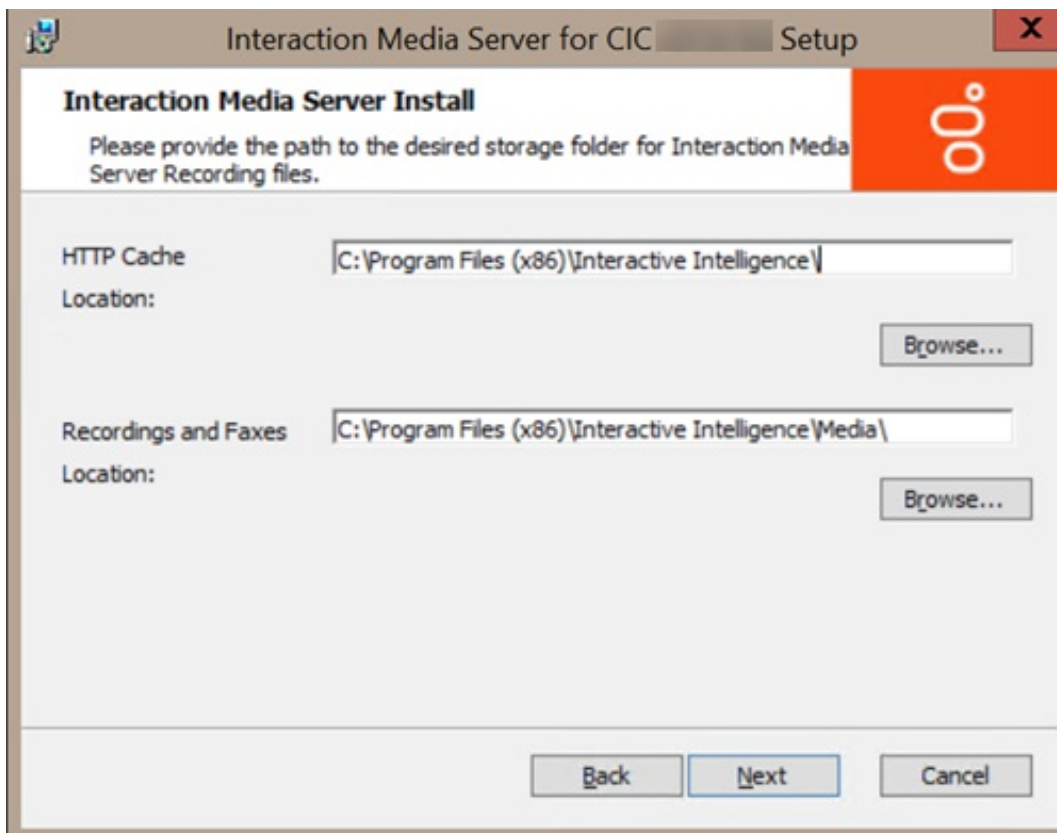 Interaction Media Server for CIC Setup
X
Interaction Media Server Install
Please provide the path to the desired storage folder for Interaction Media
Server Recording files.
HTTP Cache
Location:
C:\Program Files (x86)\Interactive Intelligence\
Browse...
Recordings and Faxes
Location:
C:\Program Files (x86)\Interactive Intelligence\Media\
Browse...
Back
Next
Cancel